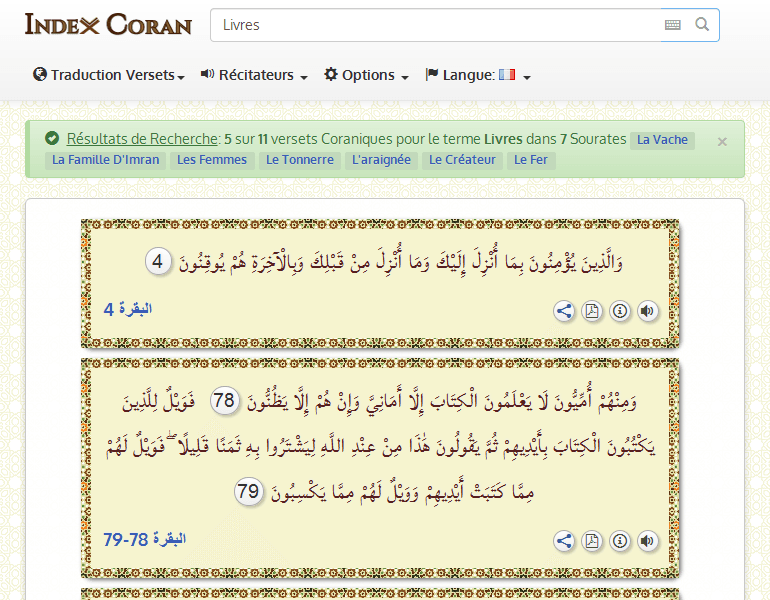 Index Coran
Livres
Traduction Versets Récitateurs Options Langue:
Résultats de Recherche: 5 sur 11 versets Coraniques pour le terme Livres dans 7 Sourates La Vache ×
La Famille D'Imran Les Femmes Le Tonnerre L'araignée Le Créateur Le Fer
وَالَّذِينَ يُؤْمِنُونَ بِمَا أُنْزِلَ إِلَيْكَ وَمَا أُنْزِلَ مِنْ قَبْلِكَ وَبِالْآخِرَةِ هُمْ يُوقِنُونَ 4
البقرة 4
وَمِنْهُمْ أُمِّيُّونَ لَا يَعْلَمُونَ الْكِتَابَ إِلَّا أَمَانِيَّ وَإِنْ هُمْ إِلَّا يَظُنُّونَ 78 فَوَيْلٌ لِلَّذِينَ
يَكْتُبُونَ الْكِتَابَ بِأَيْدِيهِمْ ثُمَّ يَقُولُونَ هَٰذَا مِنْ عِنْدِ اللَّهِ لِيَشْتَرُوا بِهِ ثَمَنًا قَلِيلًا ۖ فَوَيْلٌ لَهُمْ
مِمَّا كَتَبَتْ أَيْدِيهِمْ وَوَيْلٌ لَهُمْ مِمَّا يَكْسِبُونَ 79
البقرة 78-79